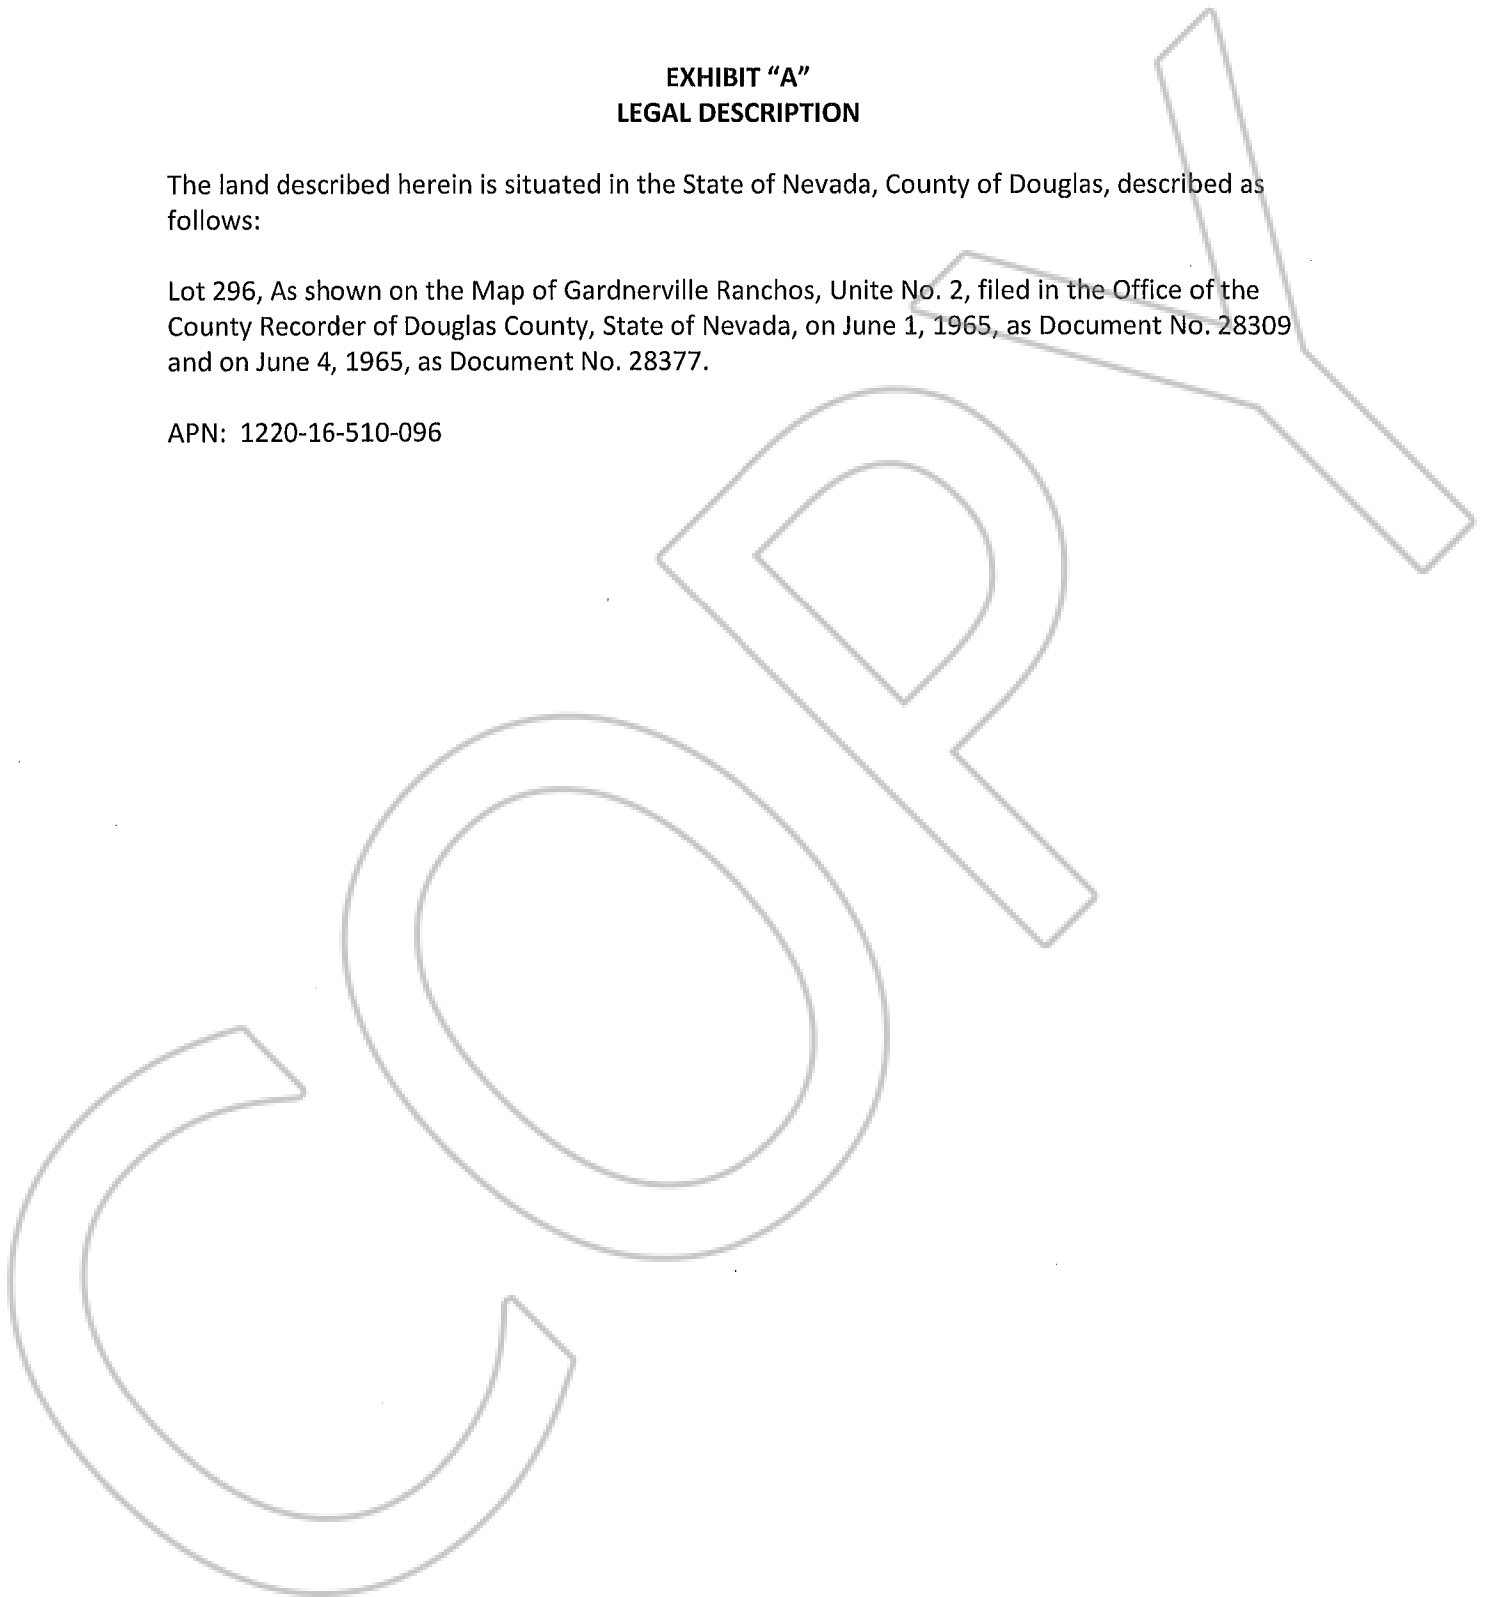 EXHIBIT “A”
LEGAL DESCRIPTION
The land described herein is situated in the State of Nevada, County of Douglas, described as
follows:
Lot 296, As shown on the Map of Gardnerville Ranchos, Unite No. 2, filed in the Office of the
County Recorder of Douglas County, State of Nevada, on June 1, 1965, as Document No. 28309
and on June 4, 1965, as Document No. 28377.
APN: 1220-16-510-096
COPY